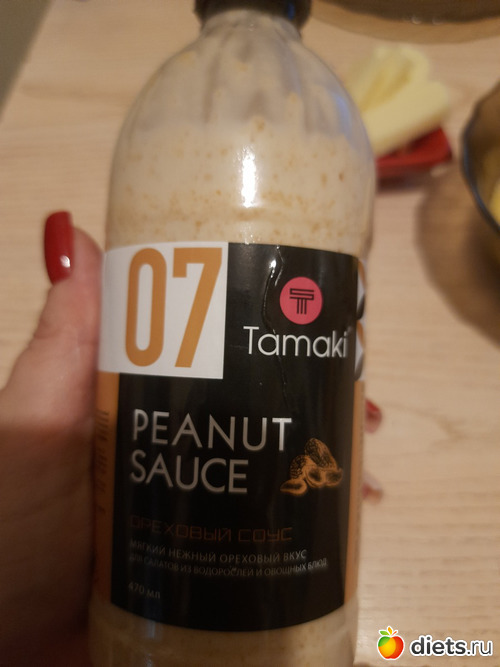 07
Tamaki
PEANUT
SAUCE
ОРЕХОВЫЙ СОУС
МЯГКИЙ НЕЖНЫЙ ОРЕХОВЫЙ ВКУС
ДЛЯ САЛАТОВ ИЗ ВОДОРОСЛЕЙ И ОВОЩНЫХ БЛЮД
470 МЛ
diets.ru